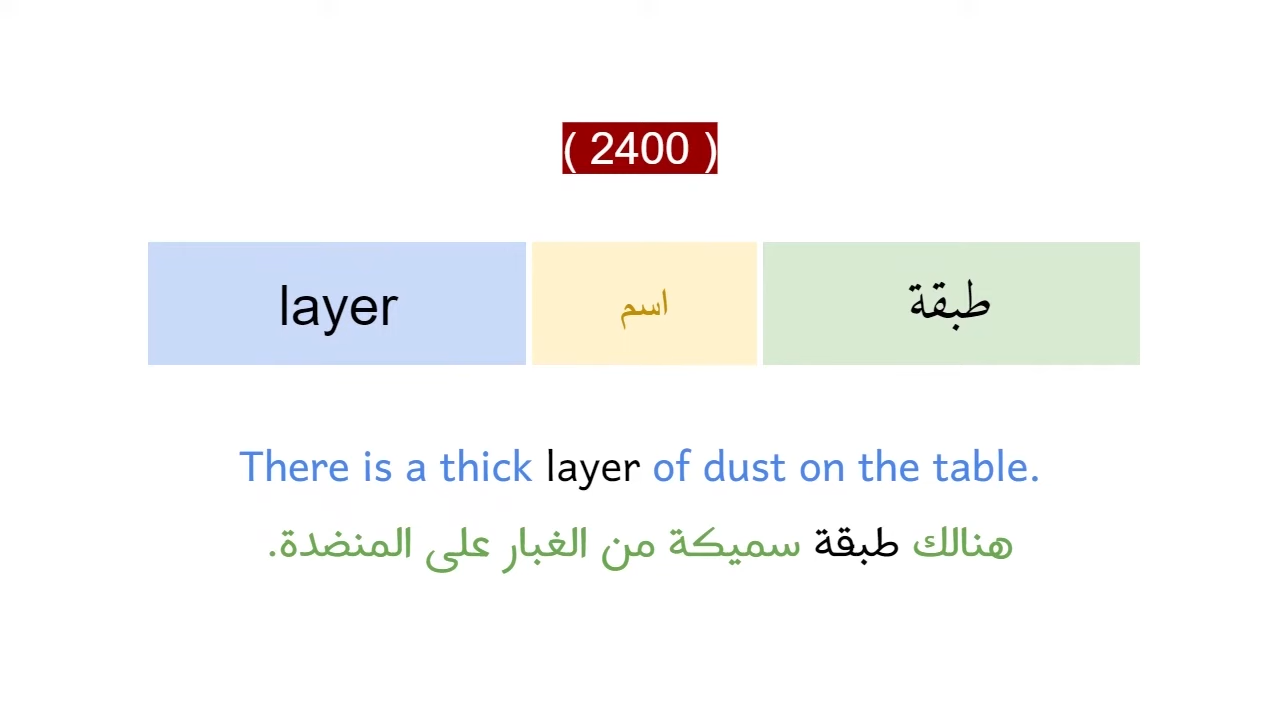 ( 2400 )
layer
اسم
طبقة
There is a thick layer of dust on the table.
هنالك طبقة سميكة من الغبار على المنضدة.